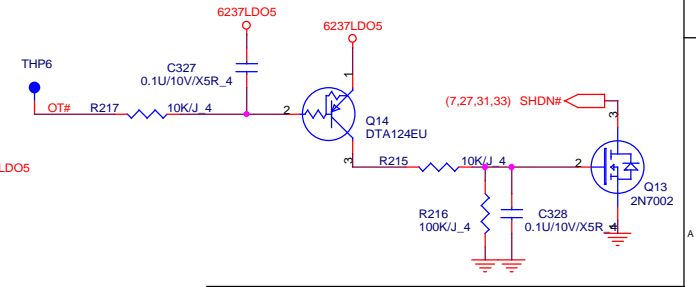 6237LDO5
6237LDO5
THP6
C327
0.1U/10V/X5R_4
1
(7,27,31,33) SHDN#
OT#
R217
10K/J_4
2
Q14
DTA124EU
3
3
R215
10K/J_4
2
LDO5
Q13
2N7002
R216
100K/J_4
C328
0.1U/10V/X5R_4
1
A